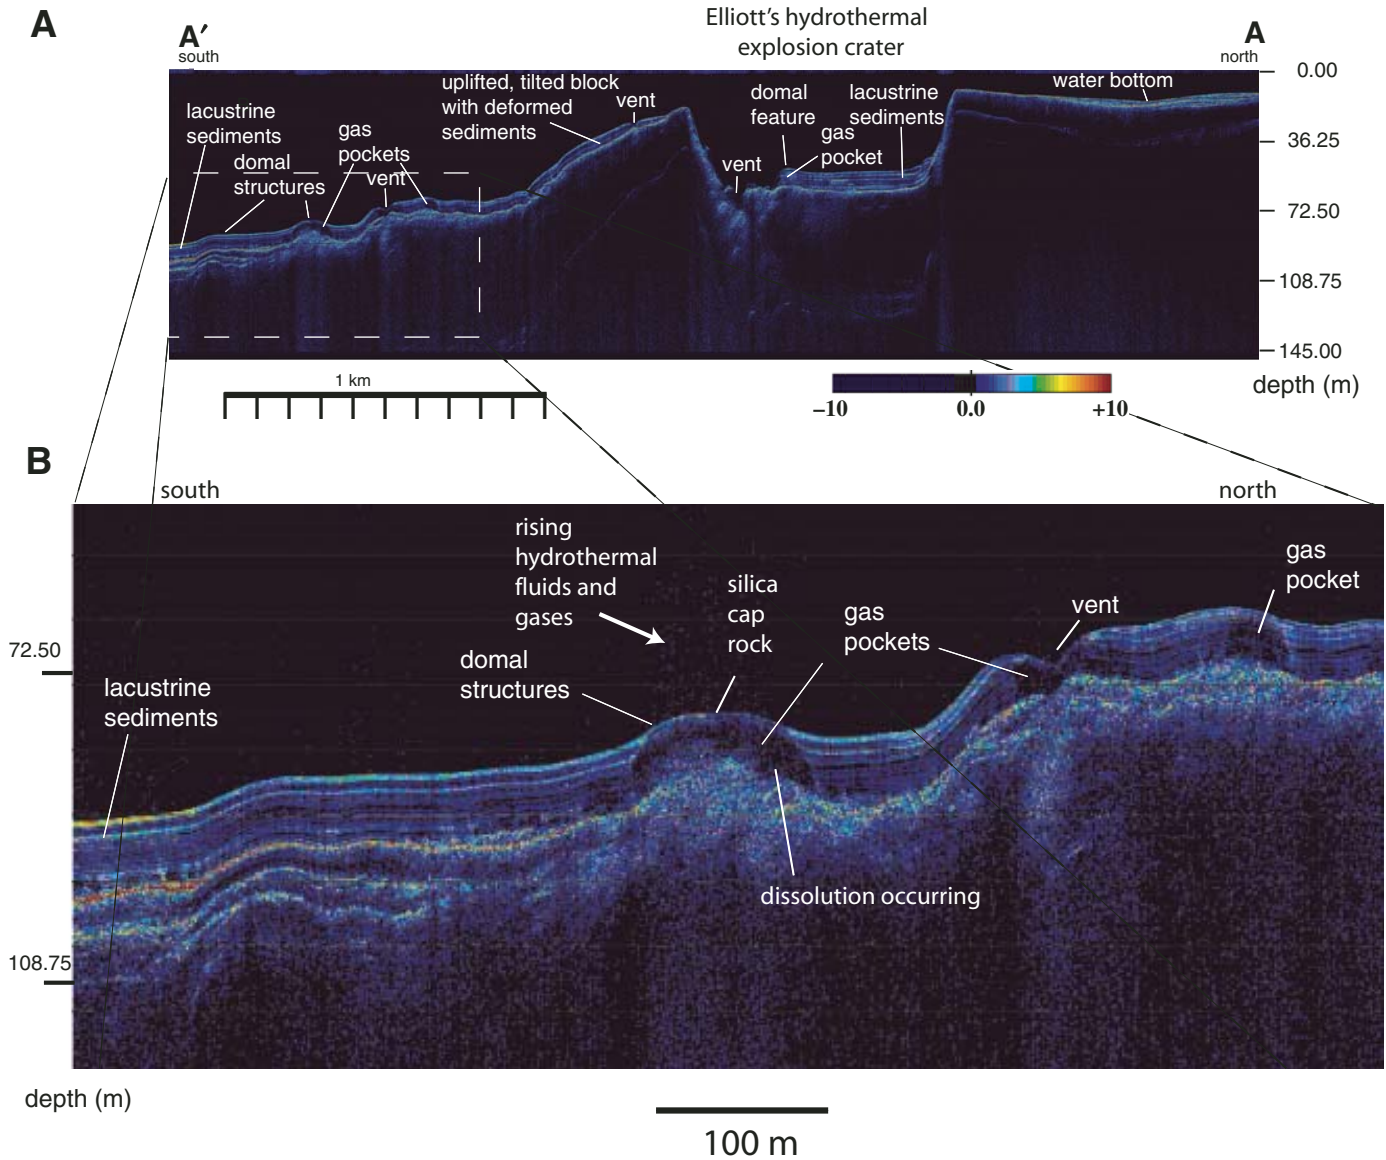 A
Elliott’s hydrothermal
explosion crater
A′
south
A
north
0.00
36.25
72.50
108.75
145.00
depth (m)
lacustrine
sediments
domal
structures
gas
pockets
vent
uplifted, tilted block
with deformed
sediments
vent
vent
domal
feature
gas
pocket
lacustrine
sediments
water bottom
1 km
−10
0.0
+10
B
south
north
72.50
108.75
depth (m)
lacustrine
sediments
domal
structures
rising
hydrothermal
fluids and
gases
silica
cap
rock
gas
pockets
vent
gas
pocket
dissolution occurring
100 m